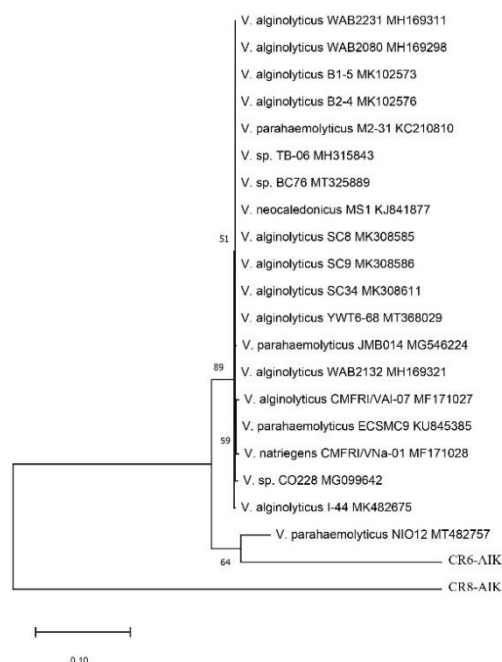 V. alginolyticus WAB2231 MH169311
V. alginolyticus WAB2080 MH169298
V. alginolyticus B1-5 MK102573
V. alginolyticus B2-4 MK102576
V. parahaemolyticus M2-31 KC210810
V. sp. TB-06 MH315843
V. sp. BC76 MT325889
V. neocaledonicus MS1 KJ841877
51
V. alginolyticus SC8 MK308585
V. alginolyticus SC9 MK308586
V. alginolyticus SC34 MK308611
V. alginolyticus YWT6-68 MT368029
V. parahaemolyticus JMB014 MG546224
89
V. alginolyticus WAB2132 MH169321
V. alginolyticus CMFRI/VAl-07 MF171027
V. parahaemolyticus ECSMC9 KU845385
59
V. natriegens CMFRI/VNa-01 MF171028
V. sp. CO228 MG099642
V. alginolyticus I-44 MK482675
V. parahaemolyticus NIO12 MT482757
64
CR6-AIK
CR8-AIK
0.10